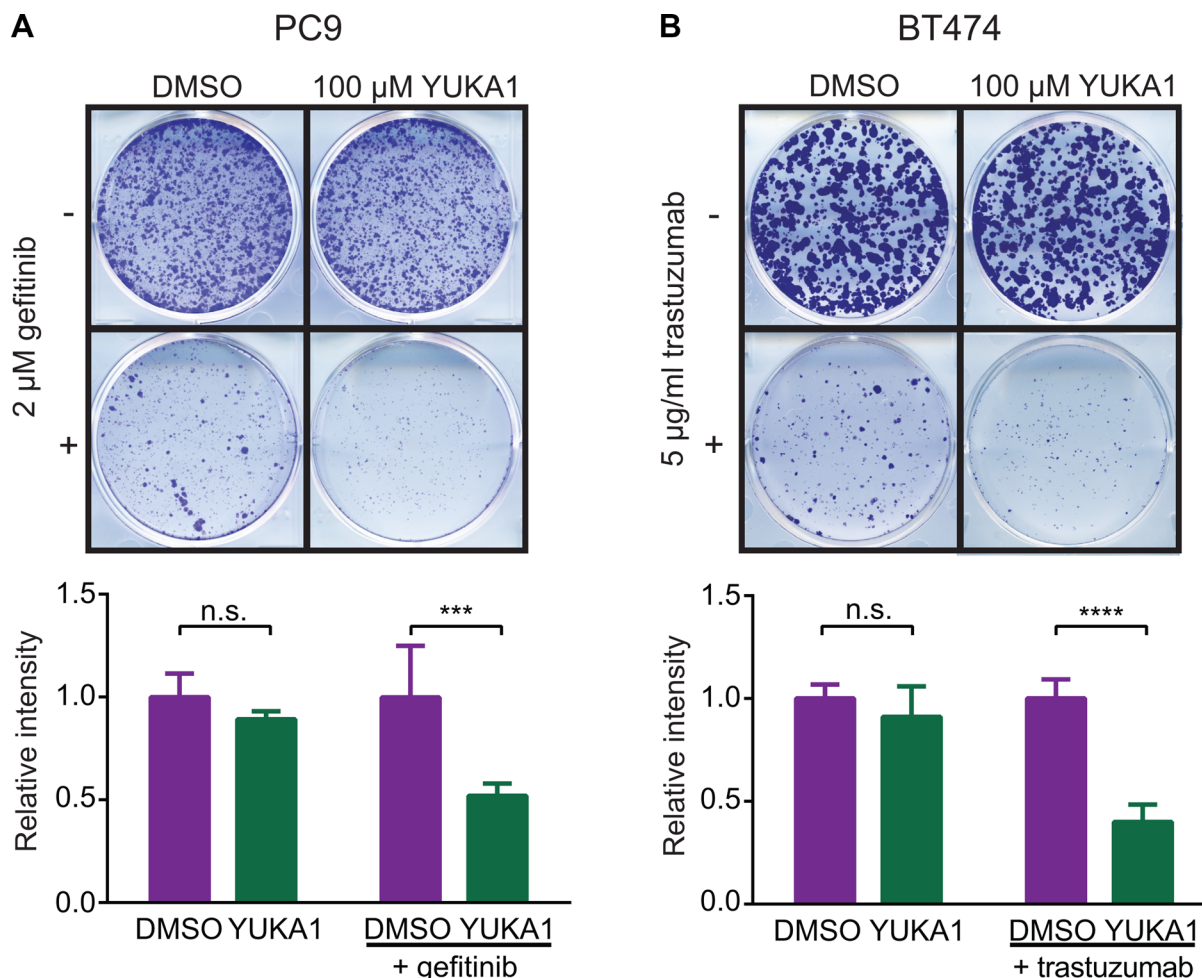 A
PC9
DMSO
100 µM YUKA1
2 µM gefitinib
-
+
Relative intensity
1.5
1.0
0.5
0.0
n.s.
***
DMSO YUKA1
DMSO YUKA1
+ gefitinib
B
BT474
DMSO
100 µM YUKA1
5 µg/ml trastuzumab
-
+
Relative intensity
1.5
1.0
0.5
0.0
n.s.
****
DMSO YUKA1
DMSO YUKA1
+ trastuzumab